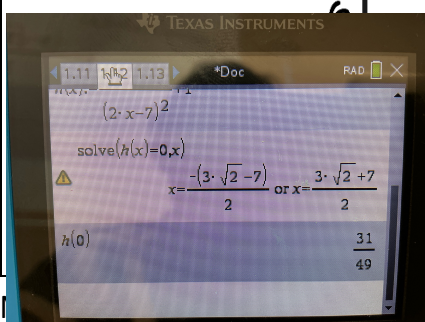 TEXAS INSTRUMENTS
1.11 1.12 1.13 *Doc RAD
(2·x-7)²
solve(h(x)=0,x)
x=-(3·√2-7)/2 or x=3·√2+7/2
h(0) 31/49